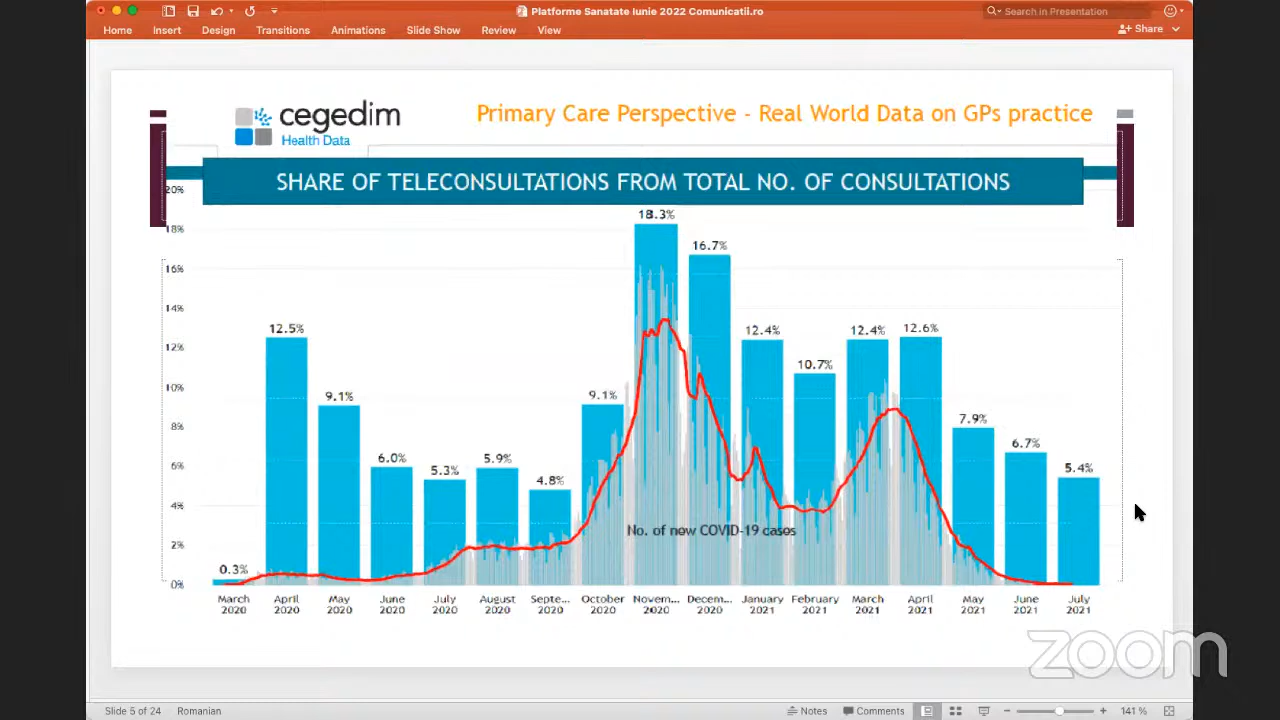 Platforme Sanatate Iunie 2022 Comunicatii.ro
Search in Presentation
Home Insert Design Transitions Animations Slide Show Review View
Share
cegedim
Health Data
Primary Care Perspective - Real World Data on GPs practice
SHARE OF TELECONSULTATIONS FROM TOTAL NO. OF CONSULTATIONS
20%
18%
16%
14%
12%
10%
8%
6%
4%
2%
0%
0.3%
12.5%
9.1%
6.0%
5.3%
5.9%
4.8%
9.1%
18.3%
16.7%
12.4%
10.7%
12.4%
12.6%
7.9%
6.7%
5.4%
No. of new COVID-19 cases
March April May June July August Septe... October Novem... Decem... January February March April May June July
2020 2020 2020 2020 2020 2020 2020 2020 2020 2020 2021 2021 2021 2021 2021 2021 2021
zoom
Slide 5 of 24 Romanian Notes Comments 141 %